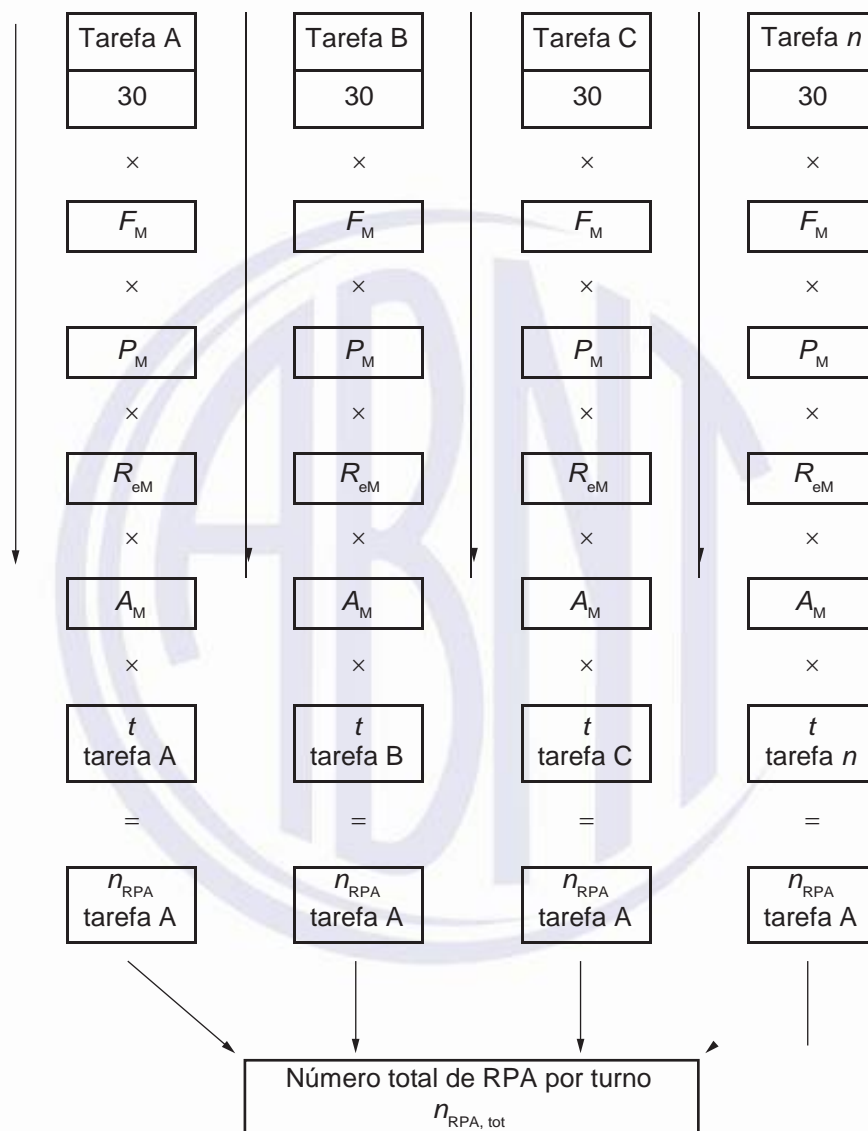 Tarefa A Tarefa B Tarefa C Tarefa n
30 30 30 30
× × × ×
F_M F_M F_M F_M
× × × ×
P_M P_M P_M P_M
× × × ×
R_eM R_eM R_eM R_eM
× × × ×
A_M A_M A_M A_M
× × × ×
t t t t
tarefa A tarefa B tarefa C tarefa n
= = = =
n_RPA n_RPA n_RPA n_RPA
tarefa A tarefa A tarefa A tarefa A
Número total de RPA por turno
n_RPA, tot
ABNT